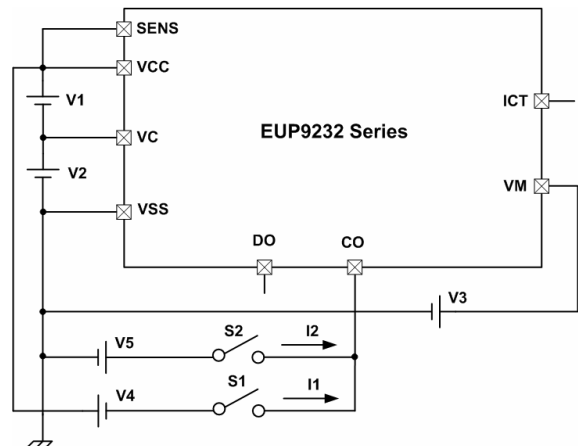 SENS
VCC
V1
ICT
VC
EUP9232 Series
V2
VM
VSS
DO
CO
V3
S2
I2
V5
S1
I1
V4